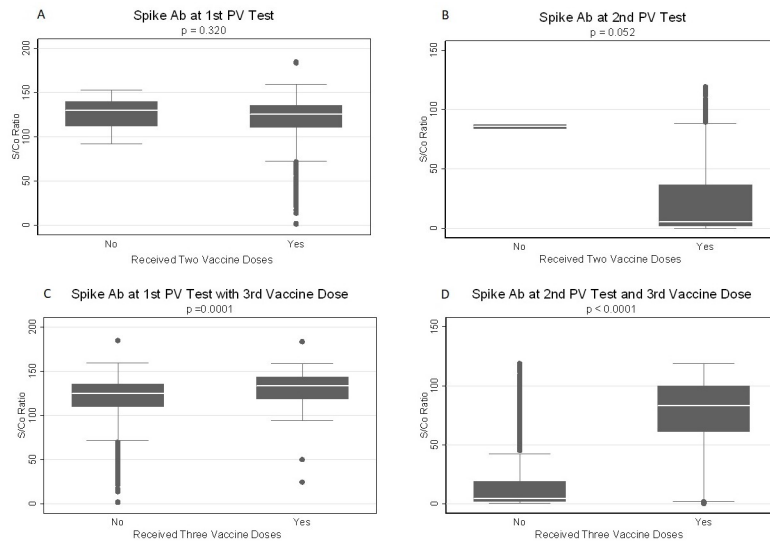 A
Spike Ab at 1st PV Test
p = 0.320
S/Co Ratio
200
150
100
50
0
No
Yes
Received Two Vaccine Doses
B
Spike Ab at 2nd PV Test
p = 0.052
S/Co Ratio
150
100
50
0
No
Yes
Received Two Vaccine Doses
C
Spike Ab at 1st PV Test with 3rd Vaccine Dose
p =0.0001
S/Co Ratio
200
150
100
50
0
No
Yes
Received Three Vaccine Doses
D
Spike Ab at 2nd PV Test and 3rd Vaccine Dose
p < 0.0001
S/Co Ratio
150
100
50
0
No
Yes
Received Three Vaccine Doses